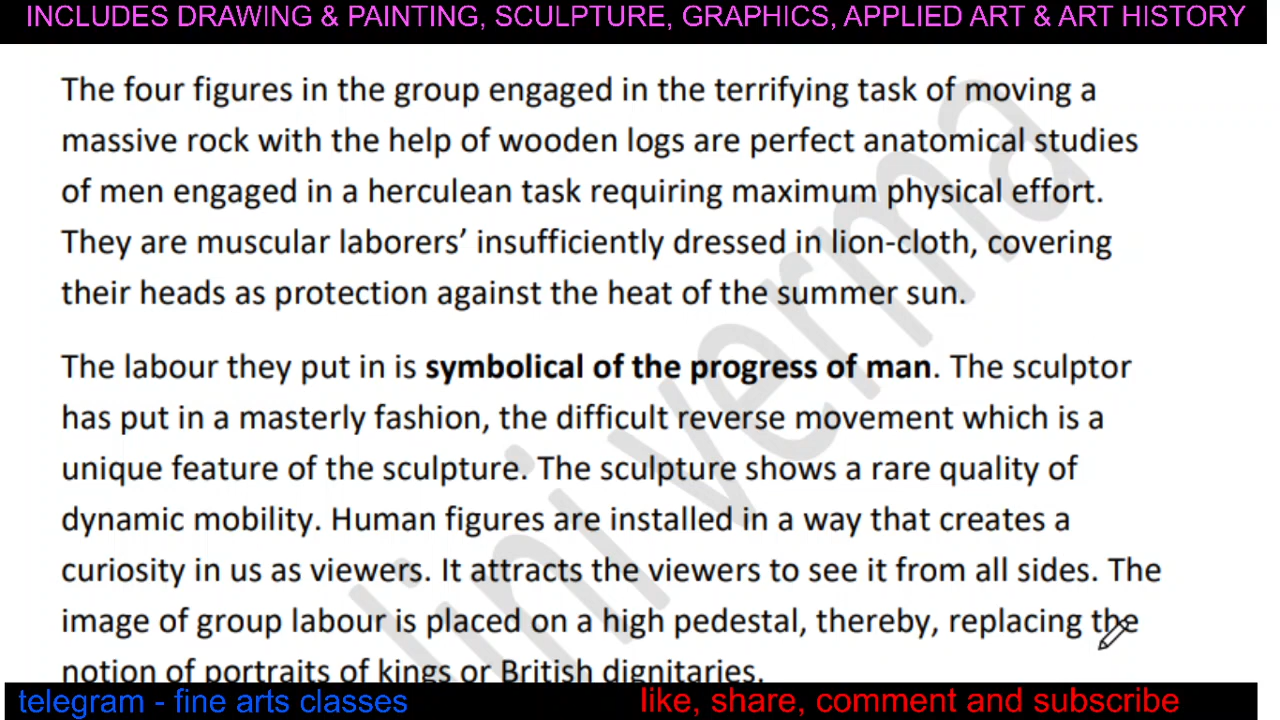 INCLUDES DRAWING & PAINTING, SCULPTURE, GRAPHICS, APPLIED ART & ART HISTORY
The four figures in the group engaged in the terrifying task of moving a
massive rock with the help of wooden logs are perfect anatomical studies
of men engaged in a herculean task requiring maximum physical effort.
They are muscular laborers’ insufficiently dressed in lion-cloth, covering
their heads as protection against the heat of the summer sun.
The labour they put in is symbolical of the progress of man. The sculptor
has put in a masterly fashion, the difficult reverse movement which is a
unique feature of the sculpture. The sculpture shows a rare quality of
dynamic mobility. Human figures are installed in a way that creates a
curiosity in us as viewers. It attracts the viewers to see it from all sides. The
image of group labour is placed on a high pedestal, thereby, replacing the
notion of portraits of kings or British dignitaries.
telegram - fine arts classes
like, share, comment and subscribe
verma